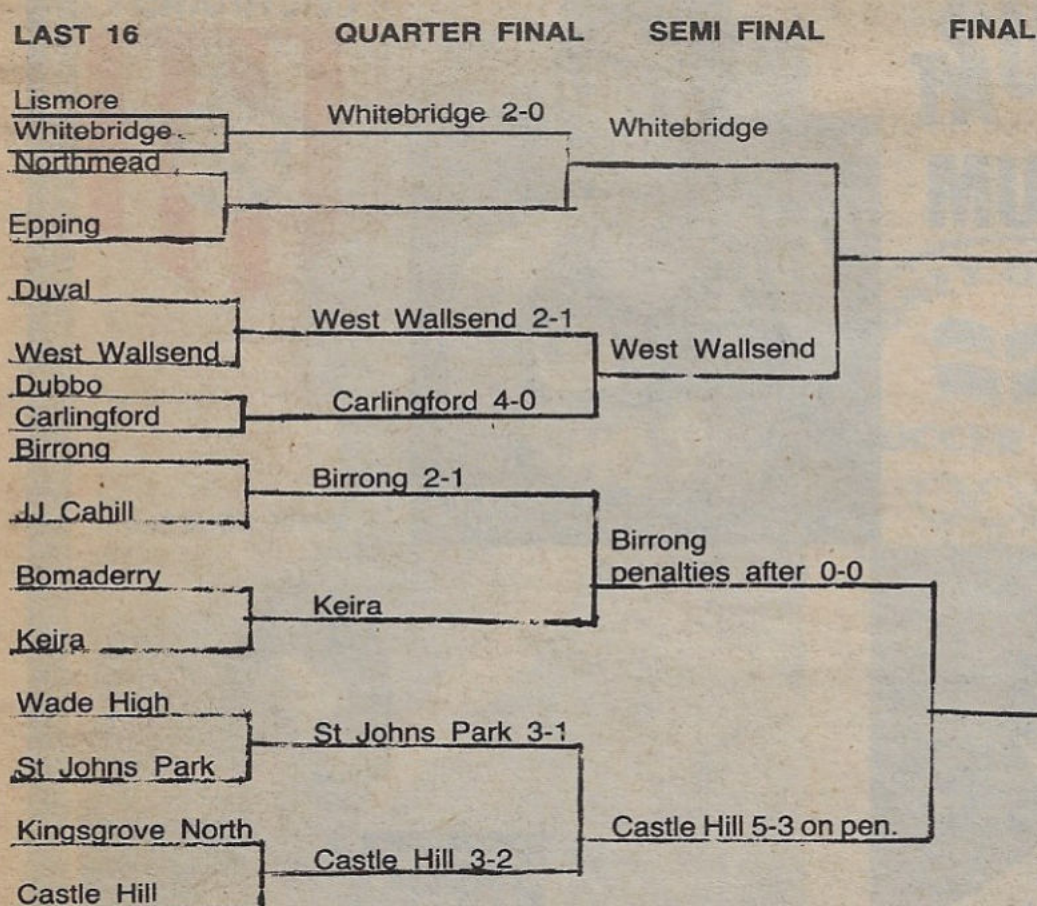 LAST 16 QUARTER FINAL SEMI FINAL FINAL
Lismore
Whitebridge
Northmead
Epping
Duval
West Wallsend
Dubbo
Carlingford
Birrong
JJ Cahill
Bomaderry
Keira
Wade High
St Johns Park
Kingsgrove North
Castle Hill
Whitebridge 2-0
West Wallsend 2-1
Carlingford 4-0
Birrong 2-1
Keira
St Johns Park 3-1
Castle Hill 3-2
Whitebridge
West Wallsend
Birrong
penalties after 0-0
Castle Hill 5-3 on pen.